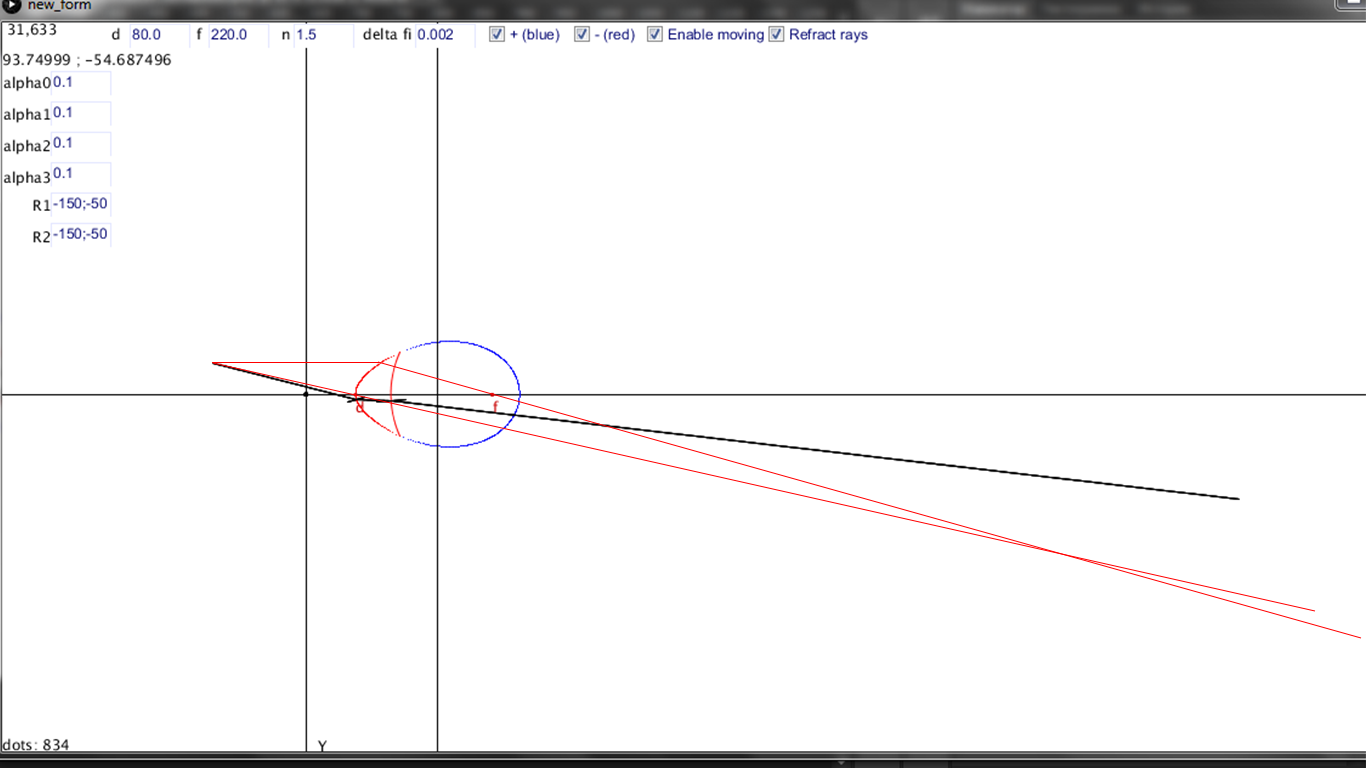 new_form
31,633
d 80.0 f 220.0 n 1.5 delta fi 0.002 + (blue) - (red) Enable moving Refract rays
93.74999 ; -54.687496
alpha0 0.1
alpha1 0.1
alpha2 0.1
alpha3 0.1
R1 -150;-50
R2 -150;-50
d f
dots: 834 Y